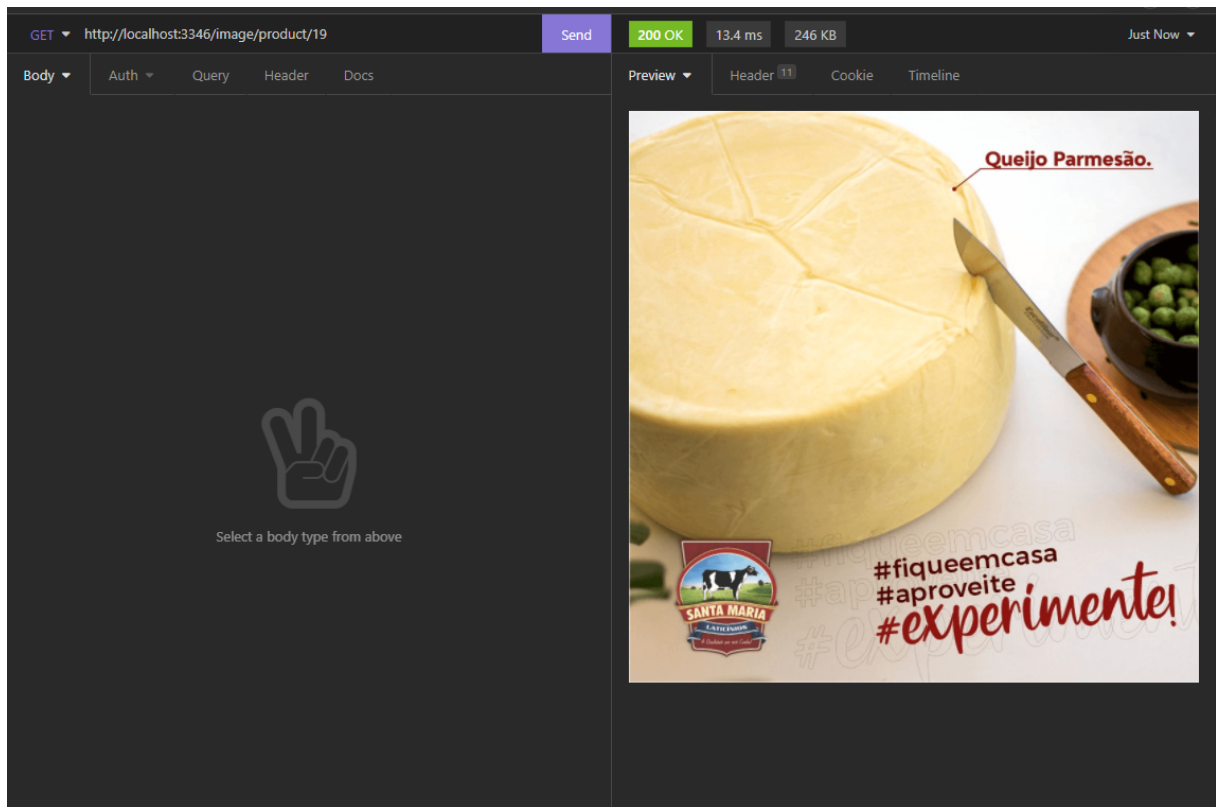 GET http://localhost:3346/image/product/19 Send 200 OK 13.4 ms 246 KB Just Now
Body Auth Query Header Docs Preview Header 11 Cookie Timeline
Select a body type from above
Queijo Parmesão.
#fiqueemcasa
#fiqueemcasa
#aproveite
#experimente!
SANTA MARIA
LATICÍNIOS